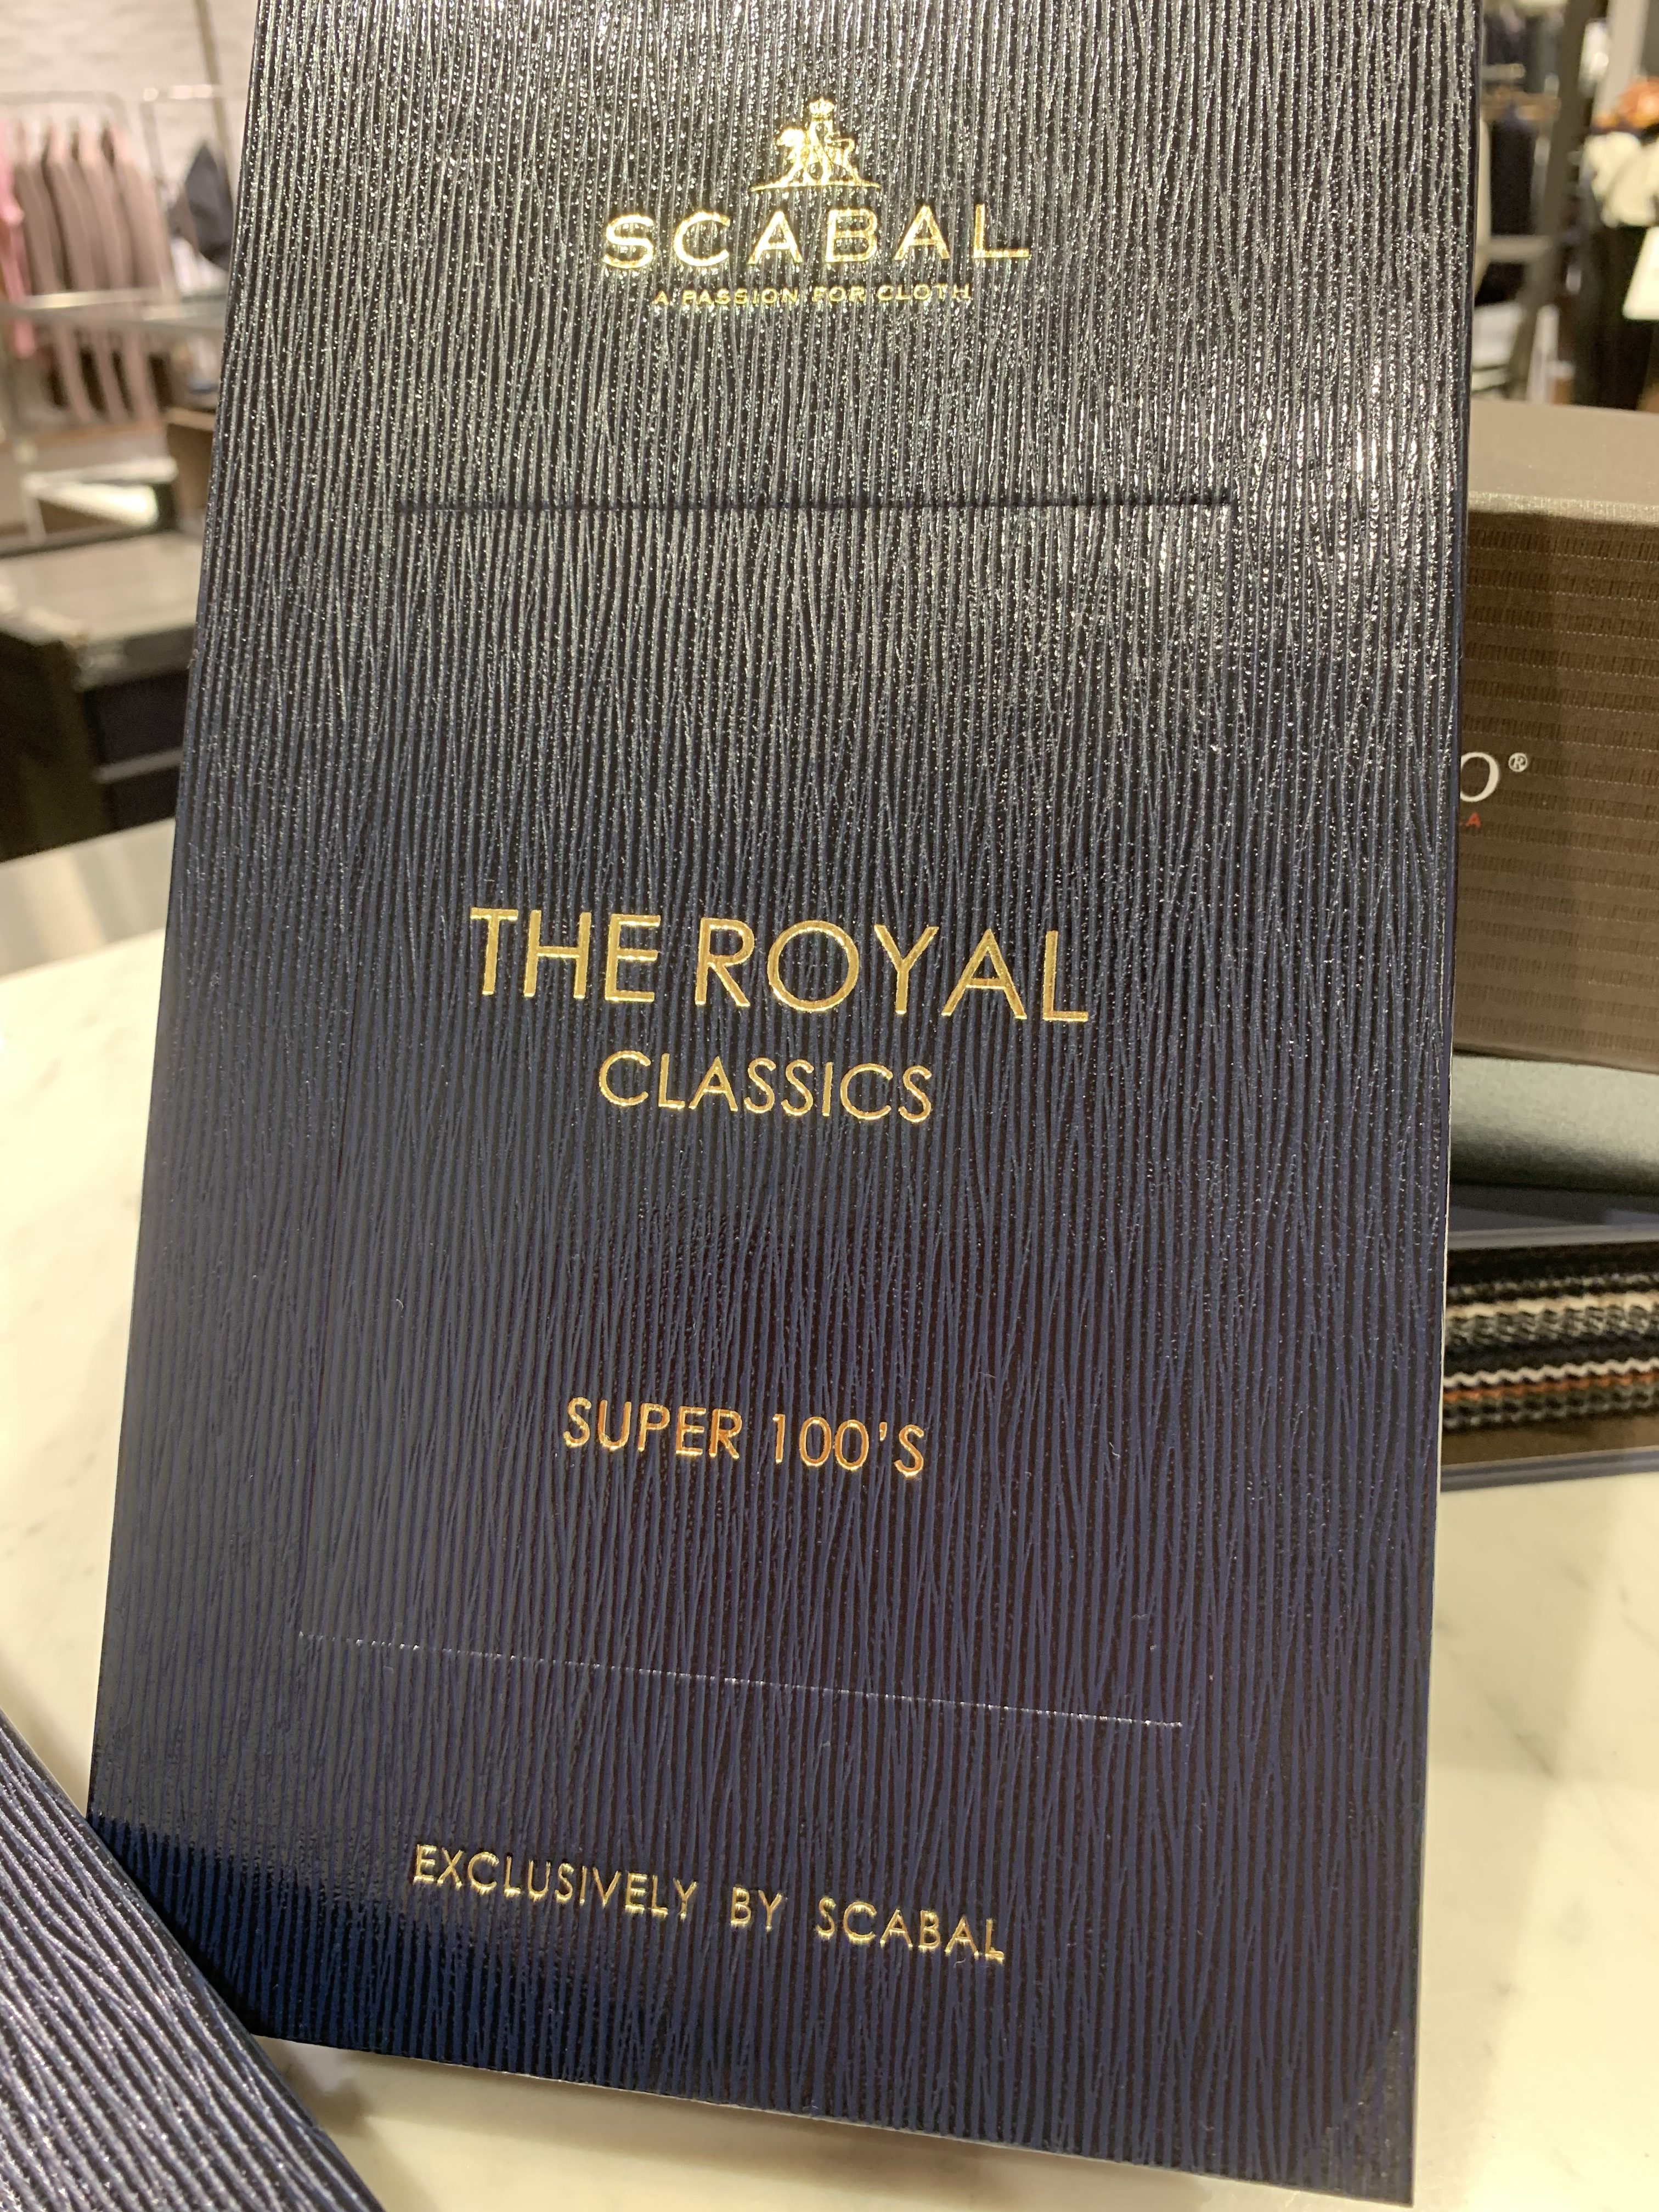 SCABAL
A PASSION FOR CLOTH
O®
A
THE ROYAL
CLASSICS
SUPER 100'S
EXCLUSIVELY BY SCABAL